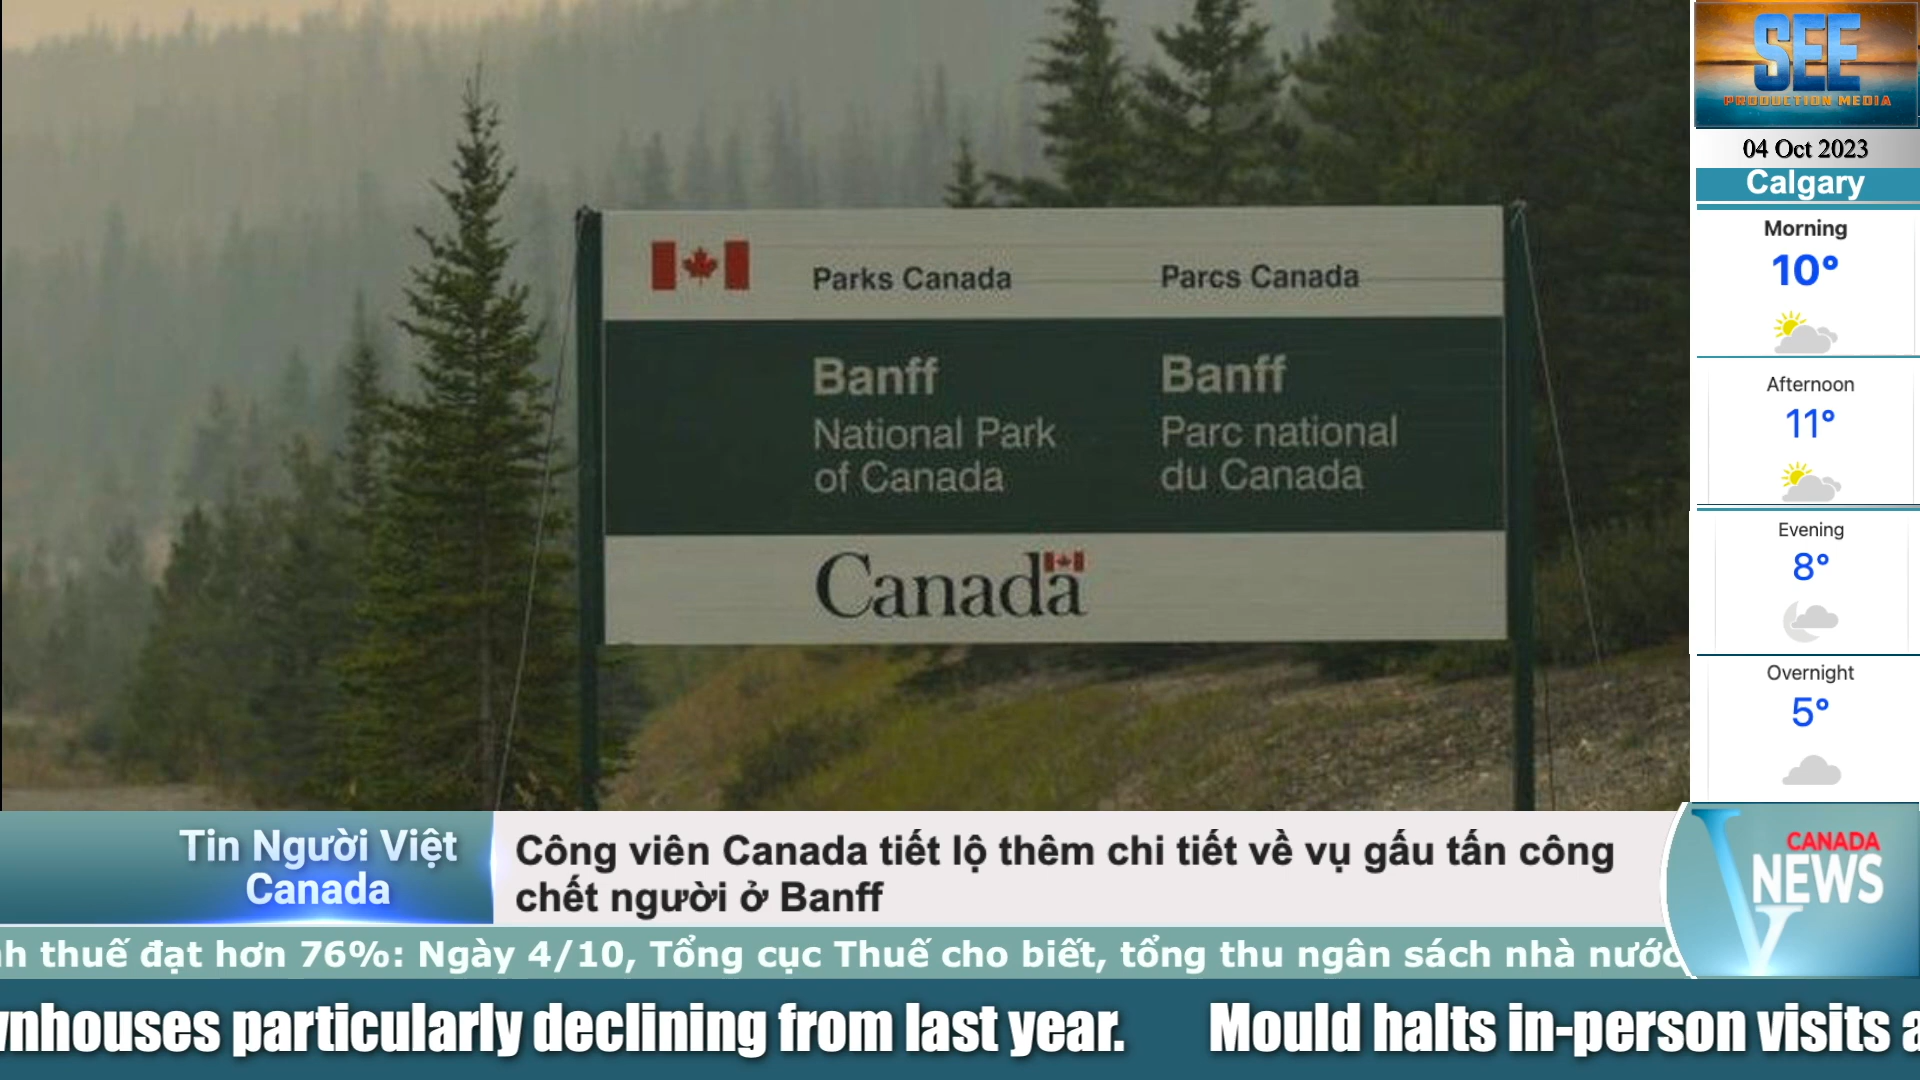 Parks Canada
Parcs Canada
Banff
National Park
of Canada
Banff
Parc national
du Canada
Canada
SEE
PRODUCTION MEDIA
04 Oct 2023
Calgary
Morning
10°
Afternoon
11°
Evening
8°
Overnight
5°
Tin Người Việt
Canada
Công viên Canada tiết lộ thêm chi tiết về vụ gấu tấn công
chết người ở Banff
V
CANADA
NEWS
thuế đạt hơn 76%: Ngày 4/10, Tổng cục Thuế cho biết, tổng thu ngân sách nhà nước
particularly declining from last year. Mould halts in-person visits